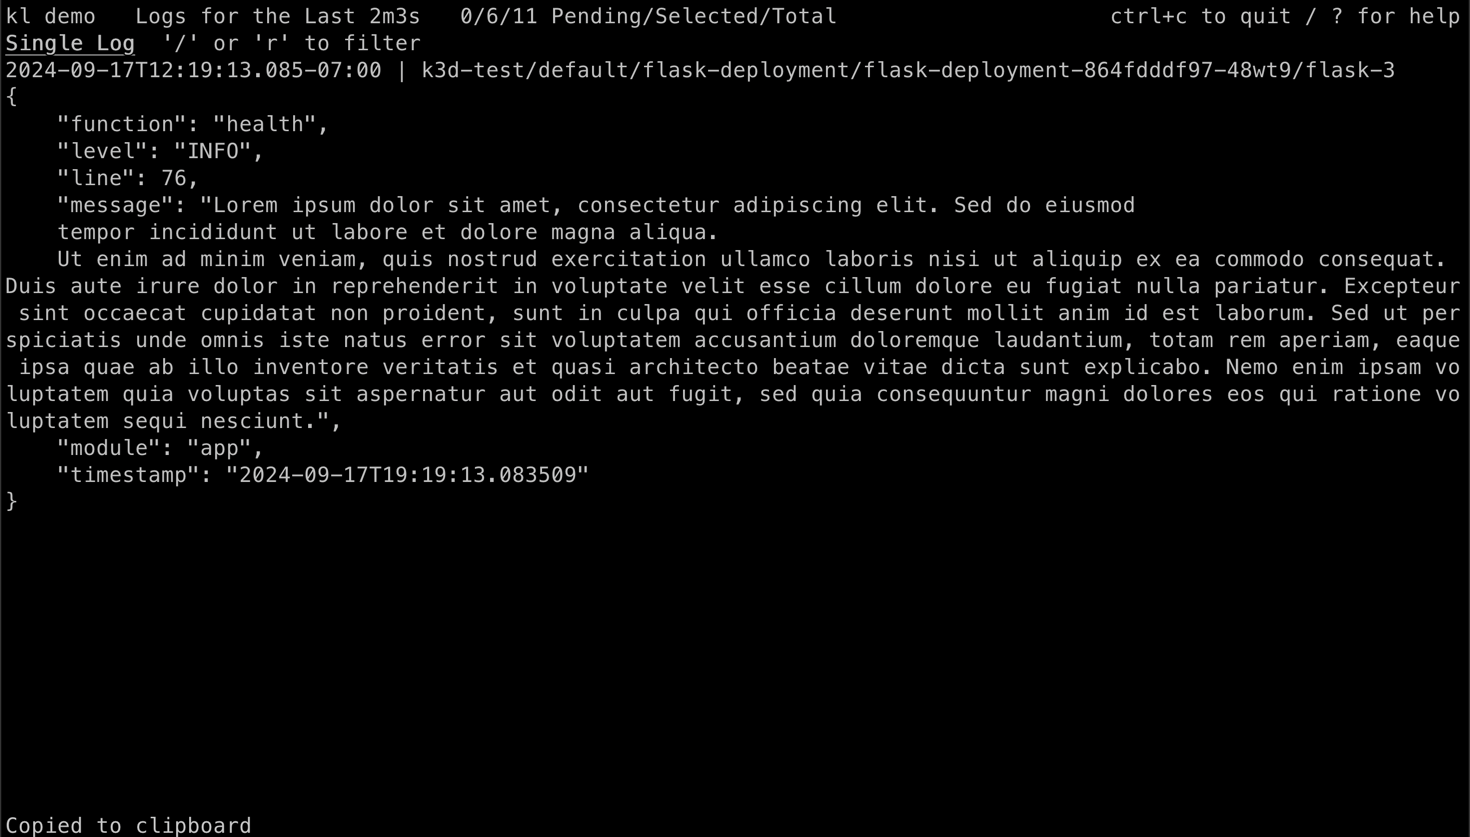 kl demo   Logs for the Last 2m3s   0/6/11 Pending/Selected/Total                     ctrl+c to quit / ? for help
Single Log  '/' or 'r' to filter
2024-09-17T12:19:13.085-07:00 | k3d-test/default/flask-deployment/flask-deployment-864fdddf97-48wt9/flask-3
{
    "function": "health",
    "level": "INFO",
    "line": 76,
    "message": "Lorem ipsum dolor sit amet, consectetur adipiscing elit. Sed do eiusmod
    tempor incididunt ut labore et dolore magna aliqua.
    Ut enim ad minim veniam, quis nostrud exercitation ullamco laboris nisi ut aliquip ex ea commodo consequat.
Duis aute irure dolor in reprehenderit in voluptate velit esse cillum dolore eu fugiat nulla pariatur. Excepteur
 sint occaecat cupidatat non proident, sunt in culpa qui officia deserunt mollit anim id est laborum. Sed ut per
spiciatis unde omnis iste natus error sit voluptatem accusantium doloremque laudantium, totam rem aperiam, eaque
 ipsa quae ab illo inventore veritatis et quasi architecto beatae vitae dicta sunt explicabo. Nemo enim ipsam vo
luptatem quia voluptas sit aspernatur aut odit aut fugit, sed quia consequuntur magni dolores eos qui ratione vo
luptatem sequi nesciunt.",
    "module": "app",
    "timestamp": "2024-09-17T19:19:13.083509"
}
Copied to clipboard